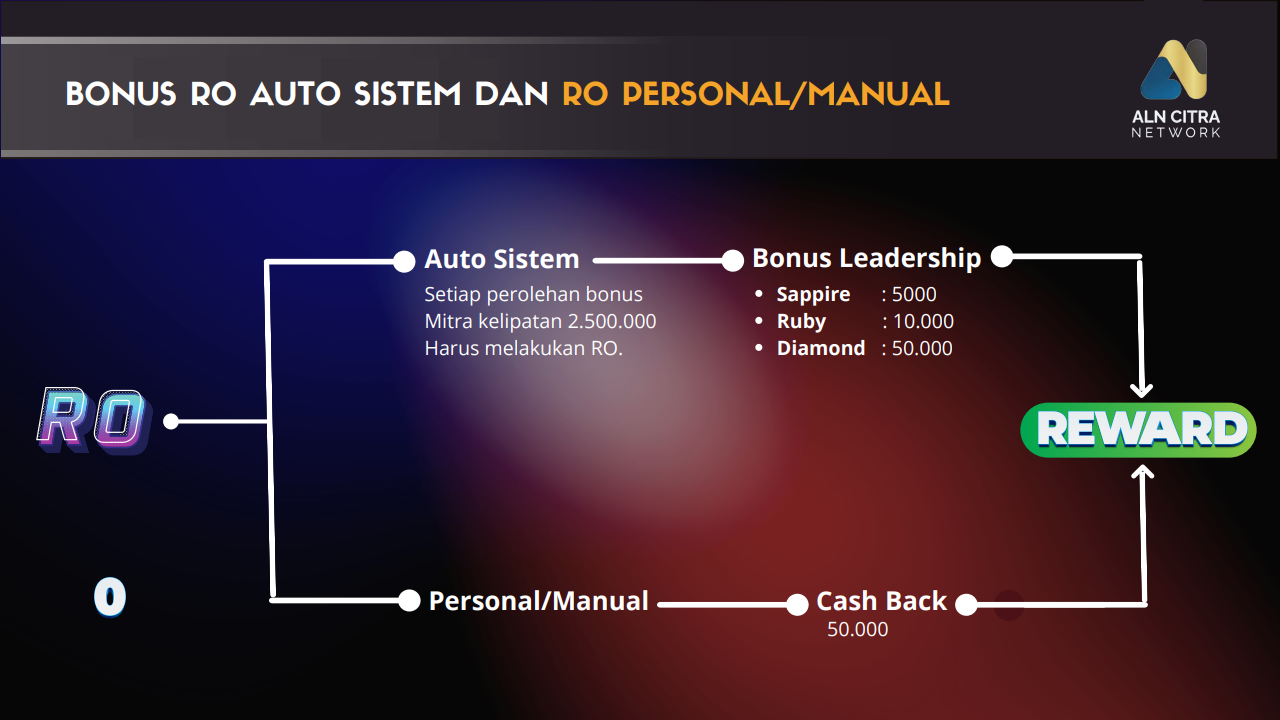 BONUS RO AUTO SISTEM DAN RO PERSONAL/MANUAL
ALN CITRA
NETWORK
Auto Sistem
Setiap perolehan bonus
Mitra kelipatan 2.500.000
Harus melakukan RO.
Bonus Leadership
• Sappire : 5000
• Ruby : 10.000
• Diamond : 50.000
RO
REWARD
0
Personal/Manual
Cash Back
50.000